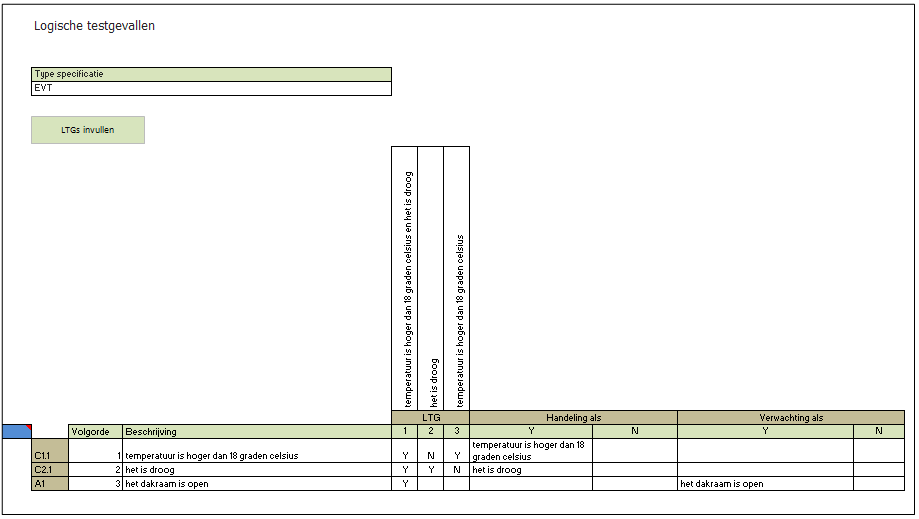 Logische testgevallen
Type specificatie
EVT
LTGs invullen
temperatuur is hoger dan 18 graden celsius en het is droog
het is droog
temperatuur is hoger dan 18 graden celsius
LTG Handeling als Verwachting als
Volgorde Beschrijving 1 2 3 Y N Y N
C1.1 1 temperatuur is hoger dan 18 graden celsius Y N Y temperatuur is hoger dan 18
graden celsius
C2.1 2 het is droog Y Y N het is droog
A1 3 het dakraam is open Y het dakraam is open